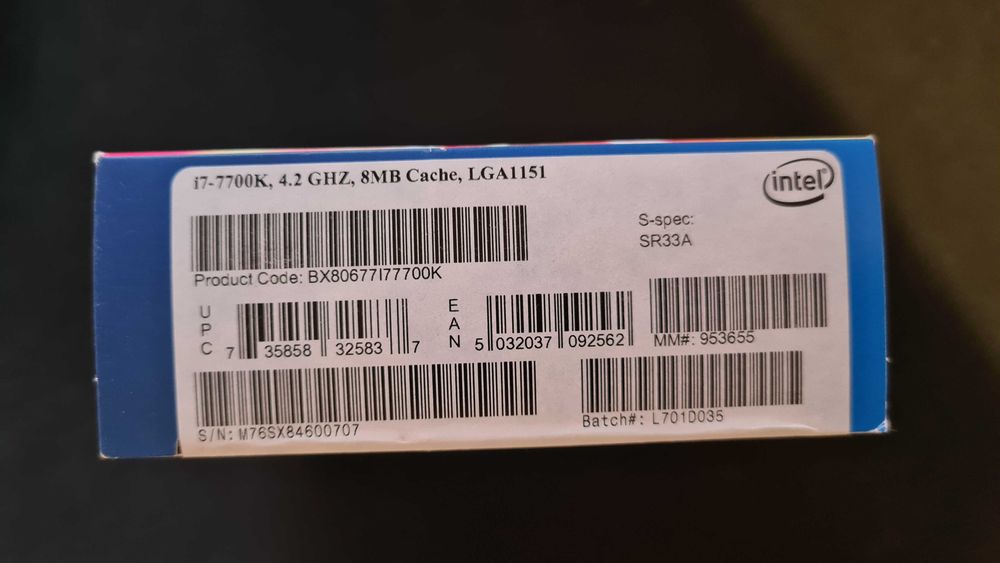 i7-7700K, 4.2 GHZ, 8MB Cache, LGA1151
intel
S-spec:
SR33A
Product Code: BX80677I77700K
UPC 7 35858 32583 7
EAN 5 032037 092562
MM#: 953655
S/N: M76SX84600707
Batch#: L701D035